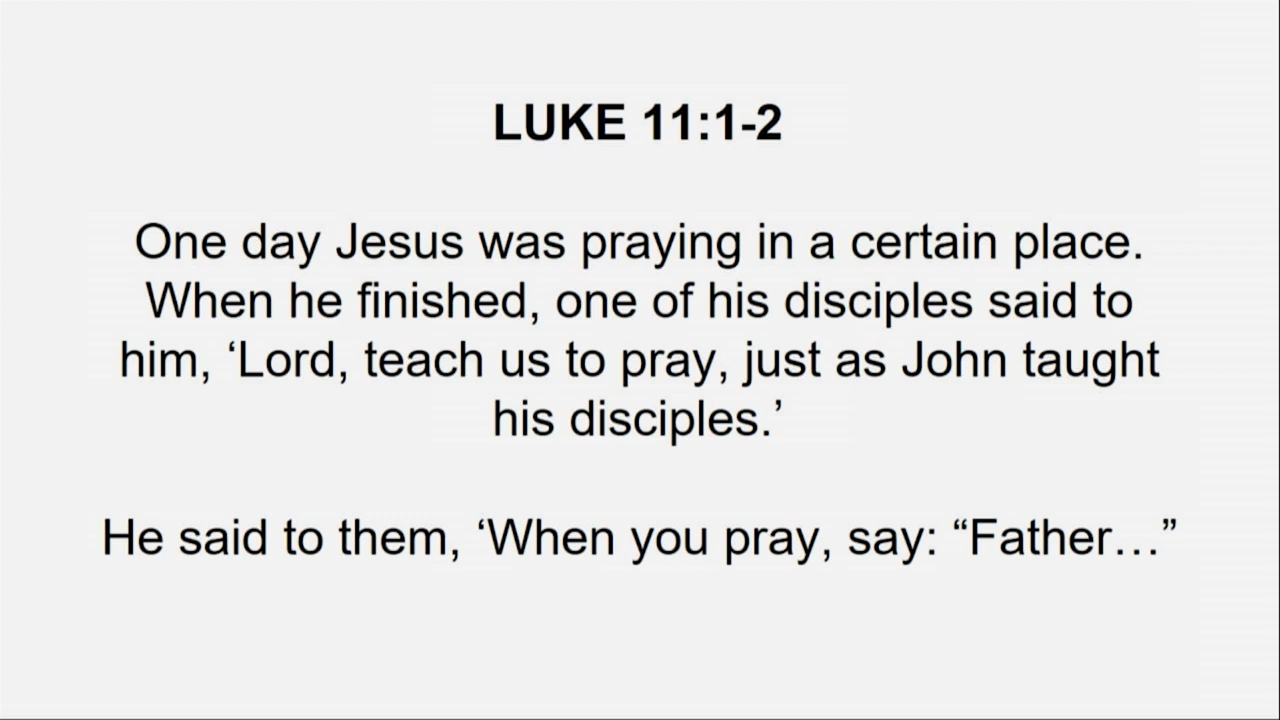 LUKE 11:1-2
One day Jesus was praying in a certain place.
When he finished, one of his disciples said to
him, ‘Lord, teach us to pray, just as John taught
his disciples.’
He said to them, ‘When you pray, say: “Father…”